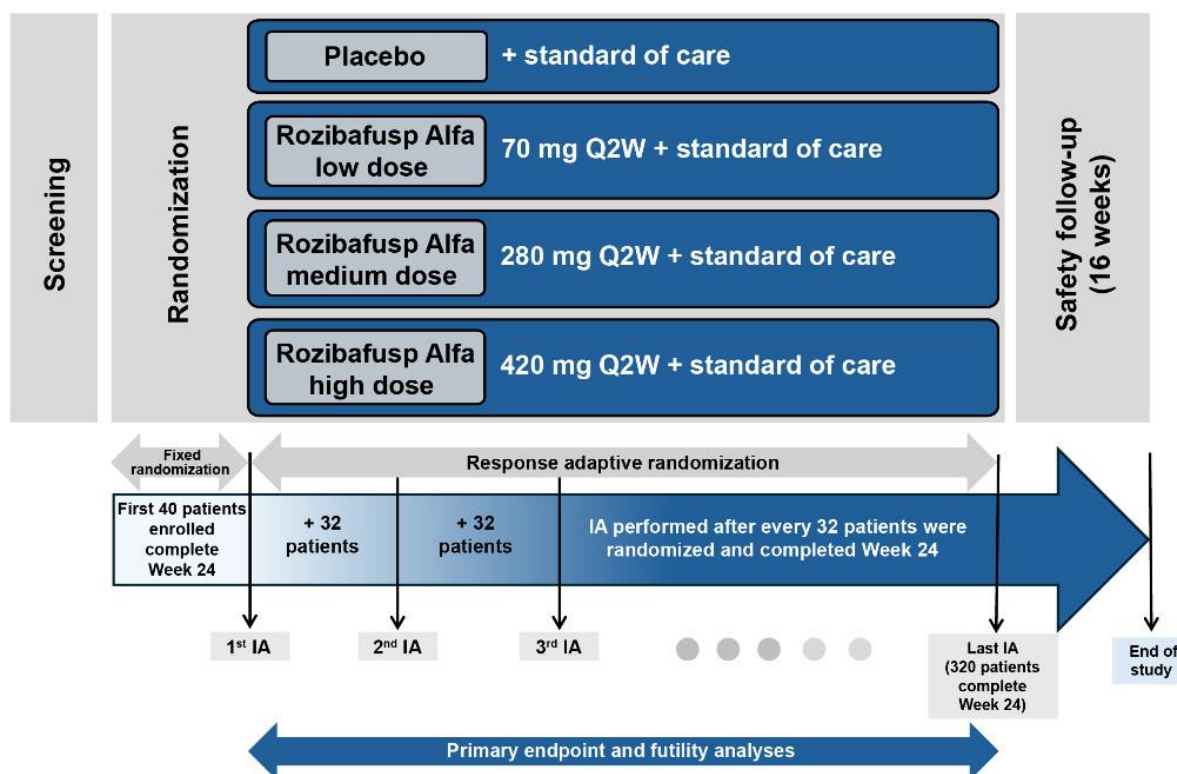 Screening
Randomization
Placebo
+ standard of care
Rozibafusp Alfa
low dose
70 mg Q2W + standard of care
Rozibafusp Alfa
medium dose
280 mg Q2W + standard of care
Rozibafusp Alfa
high dose
420 mg Q2W + standard of care
Safety follow-up
(16 weeks)
Fixed
randomization
Response adaptive randomization
First 40 patients
enrolled
complete
Week 24
+ 32
patients
+ 32
patients
IA performed after every 32 patients were
randomized and completed Week 24
1st IA
2nd IA
3rd IA
Last IA
(320 patients
complete
Week 24)
End of
study
Primary endpoint and futility analyses